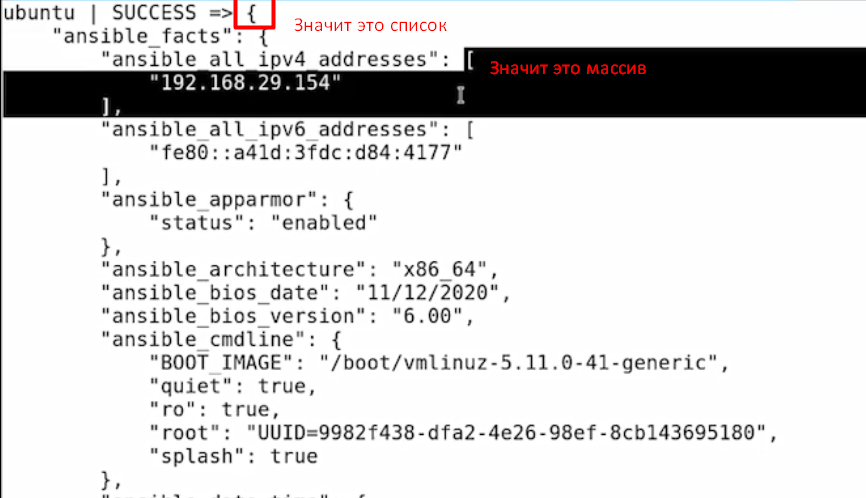 ubuntu | SUCCESS => {
Значит это список
"ansible_facts": {
"ansible_all_ipv4_addresses": [
Значит это массив
"192.168.29.154"
],
"ansible_all_ipv6_addresses": [
"fe80::a41d:3fdc:d84:4177"
],
"ansible_apparmor": {
"status": "enabled"
},
"ansible_architecture": "x86_64",
"ansible_bios_date": "11/12/2020",
"ansible_bios_version": "6.00",
"ansible_cmdline": {
"BOOT_IMAGE": "/boot/vmlinuz-5.11.0-41-generic",
"quiet": true,
"ro": true,
"root": "UUID=9982f438-dfa2-4e26-98ef-8cb143695180",
"splash": true
},
"ansible_date_time": {